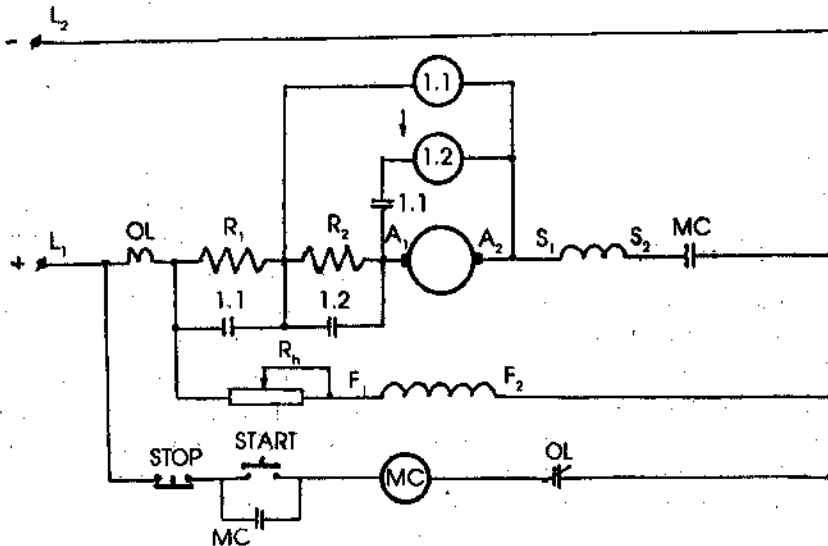 L₂
-
1.1
1.2
1.1
OL R₁ R₂ A₁ A₂ S₁ S₂ MC
+ L₁
1.1 1.2
Rₕ
F₁ F₂
STOP START OL
MC
MC